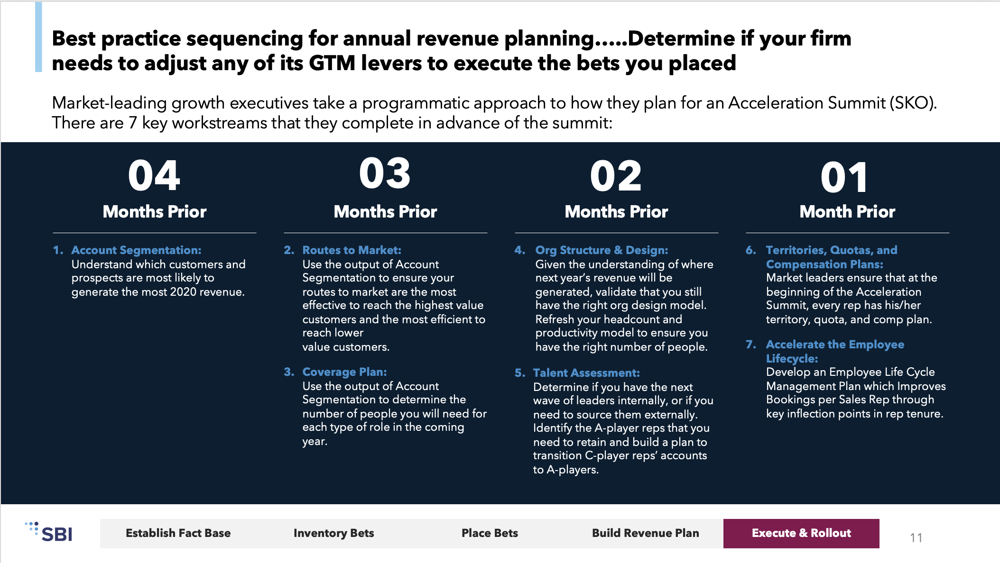 Best practice sequencing for annual revenue planning.....Determine if your firm
needs to adjust any of its GTM levers to execute the bets you placed
Market-leading growth executives take a programmatic approach to how they plan for an Acceleration Summit (SKO).
There are 7 key workstreams that they complete in advance of the summit:
04
Months Prior
1. Account Segmentation:
Understand which customers and
prospects are most likely to
generate the most 2020 revenue.
03
Months Prior
2. Routes to Market:
Use the output of Account
Segmentation to ensure your
routes to market are the most
effective to reach the highest value
customers and the most efficient to
reach lower
value customers.
3. Coverage Plan:
Use the output of Account
Segmentation to determine the
number of people you will need for
each type of role in the coming
year.
02
Months Prior
4. Org Structure & Design:
Given the understanding of where
next year’s revenue will be
generated, validate that you still
have the right org design model.
Refresh your headcount and
productivity model to ensure you
have the right number of people.
5. Talent Assessment:
Determine if you have the next
wave of leaders internally, or if you
need to source them externally.
Identify the A-player reps that you
need to retain and build a plan to
transition C-player reps’ accounts
to A-players.
01
Month Prior
6. Territories, Quotas, and
Compensation Plans:
Market leaders ensure that at the
beginning of the Acceleration
Summit, every rep has his/her
territory, quota, and comp plan.
7. Accelerate the Employee
Lifecycle:
Develop an Employee Life Cycle
Management Plan which Improves
Bookings per Sales Rep through
key inflection points in rep tenure.
SBI
Establish Fact Base
Inventory Bets
Place Bets
Build Revenue Plan
Execute & Rollout
11